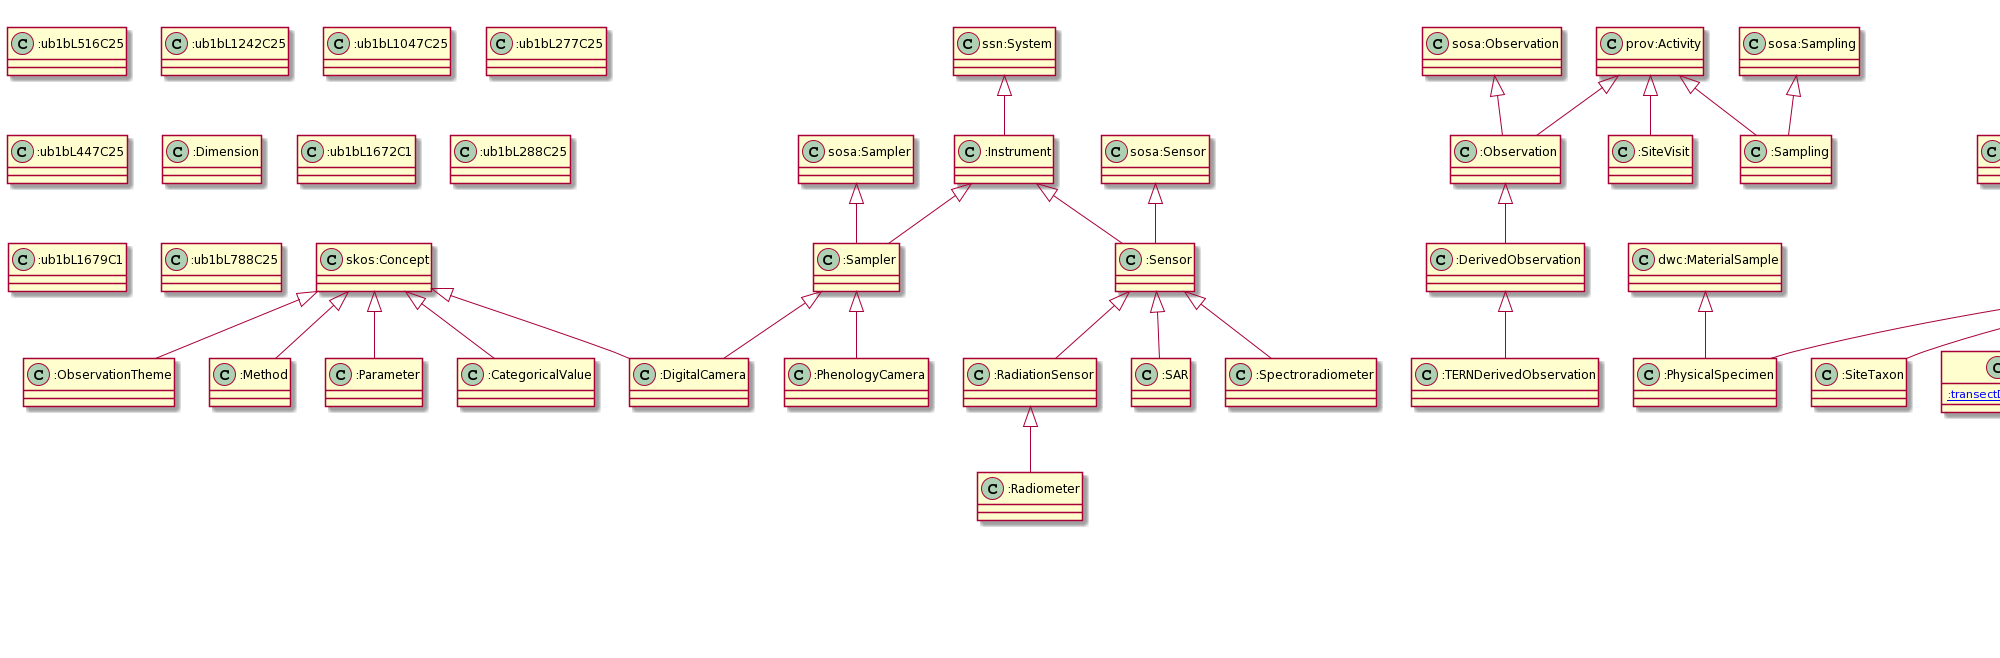 C :ub1bL516C25
C :ub1bL1242C25
C :ub1bL1047C25
C :ub1bL277C25
C ssn:System
C sosa:Observation
C prov:Activity
C sosa:Sampling
C :ub1bL447C25
C :Dimension
C :ub1bL1672C1
C :ub1bL288C25
C sosa:Sampler
C :Instrument
C sosa:Sensor
C :Observation
C :SiteVisit
C :Sampling
C
C :ub1bL1679C1
C :ub1bL788C25
C skos:Concept
C :Sampler
C :Sensor
C :DerivedObservation
C dwc:MaterialSample
C :ObservationTheme
C :Method
C :Parameter
C :CategoricalValue
C :DigitalCamera
C :PhenologyCamera
C :RadiationSensor
C :SAR
C :Spectroradiometer
C :TERNDerivedObservation
C :PhysicalSpecimen
C :SiteTaxon
C :Radiometer